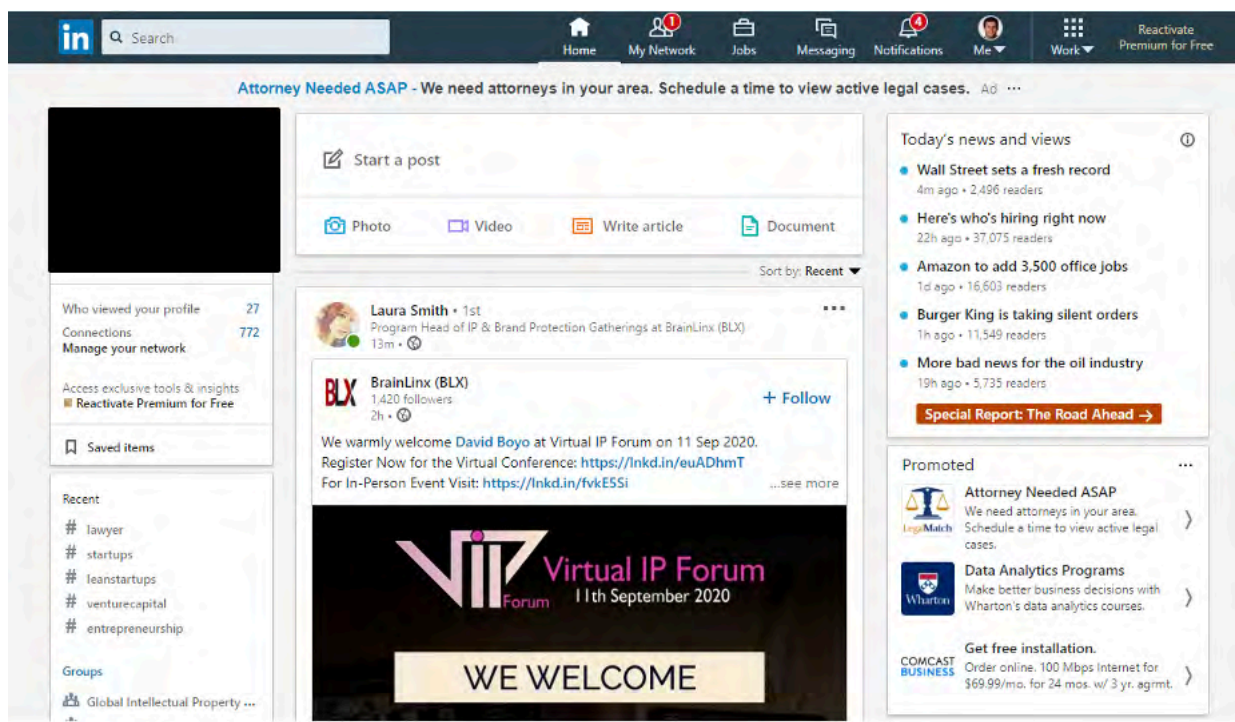 in
Search
Home
1
My Network
Jobs
Messaging
4
Notifications
Me
Work
Reactivate
Premium for Free
Attorney Needed ASAP - We need attorneys in your area. Schedule a time to view active legal cases. Ad ···
Who viewed your profile 27
Connections 772
Manage your network
Access exclusive tools & insights
Reactivate Premium for Free
Saved items
Recent
# lawyer
# startups
# leanstartups
# venturecapital
# entrepreneurship
Groups
Global Intellectual Property ...
Start a post
Photo
Video
Write article
Document
Sort by: Recent
Laura Smith • 1st
Program Head of IP & Brand Protection Gatherings at BrainLinx (BLX)
13m •
BLX
BrainLinx (BLX)
1,420 followers
2h •
+ Follow
We warmly welcome David Boyo at Virtual IP Forum on 11 Sep 2020.
Register Now for the Virtual Conference: https://lnkd.in/euADhmT
For In-Person Event Visit: https://lnkd.in/fvkE5Si
...see more
VIP
Forum
Virtual IP Forum
11th September 2020
WE WELCOME
Today's news and views
Wall Street sets a fresh record
4m ago • 2,496 readers
Here's who's hiring right now
22h ago • 37,075 readers
Amazon to add 3,500 office jobs
1d ago • 16,603 readers
Burger King is taking silent orders
1h ago • 11,549 readers
More bad news for the oil industry
19h ago • 5,735 readers
Special Report: The Road Ahead →
Promoted
LegalMatch
Attorney Needed ASAP
We need attorneys in your area.
Schedule a time to view active legal
cases.
Wharton
Data Analytics Programs
Make better business decisions with
Wharton's data analytics courses.
COMCAST
BUSINESS
Get free installation.
Order online. 100 Mbps Internet for
$69.99/mo. for 24 mos. w/ 3 yr. agrmt.